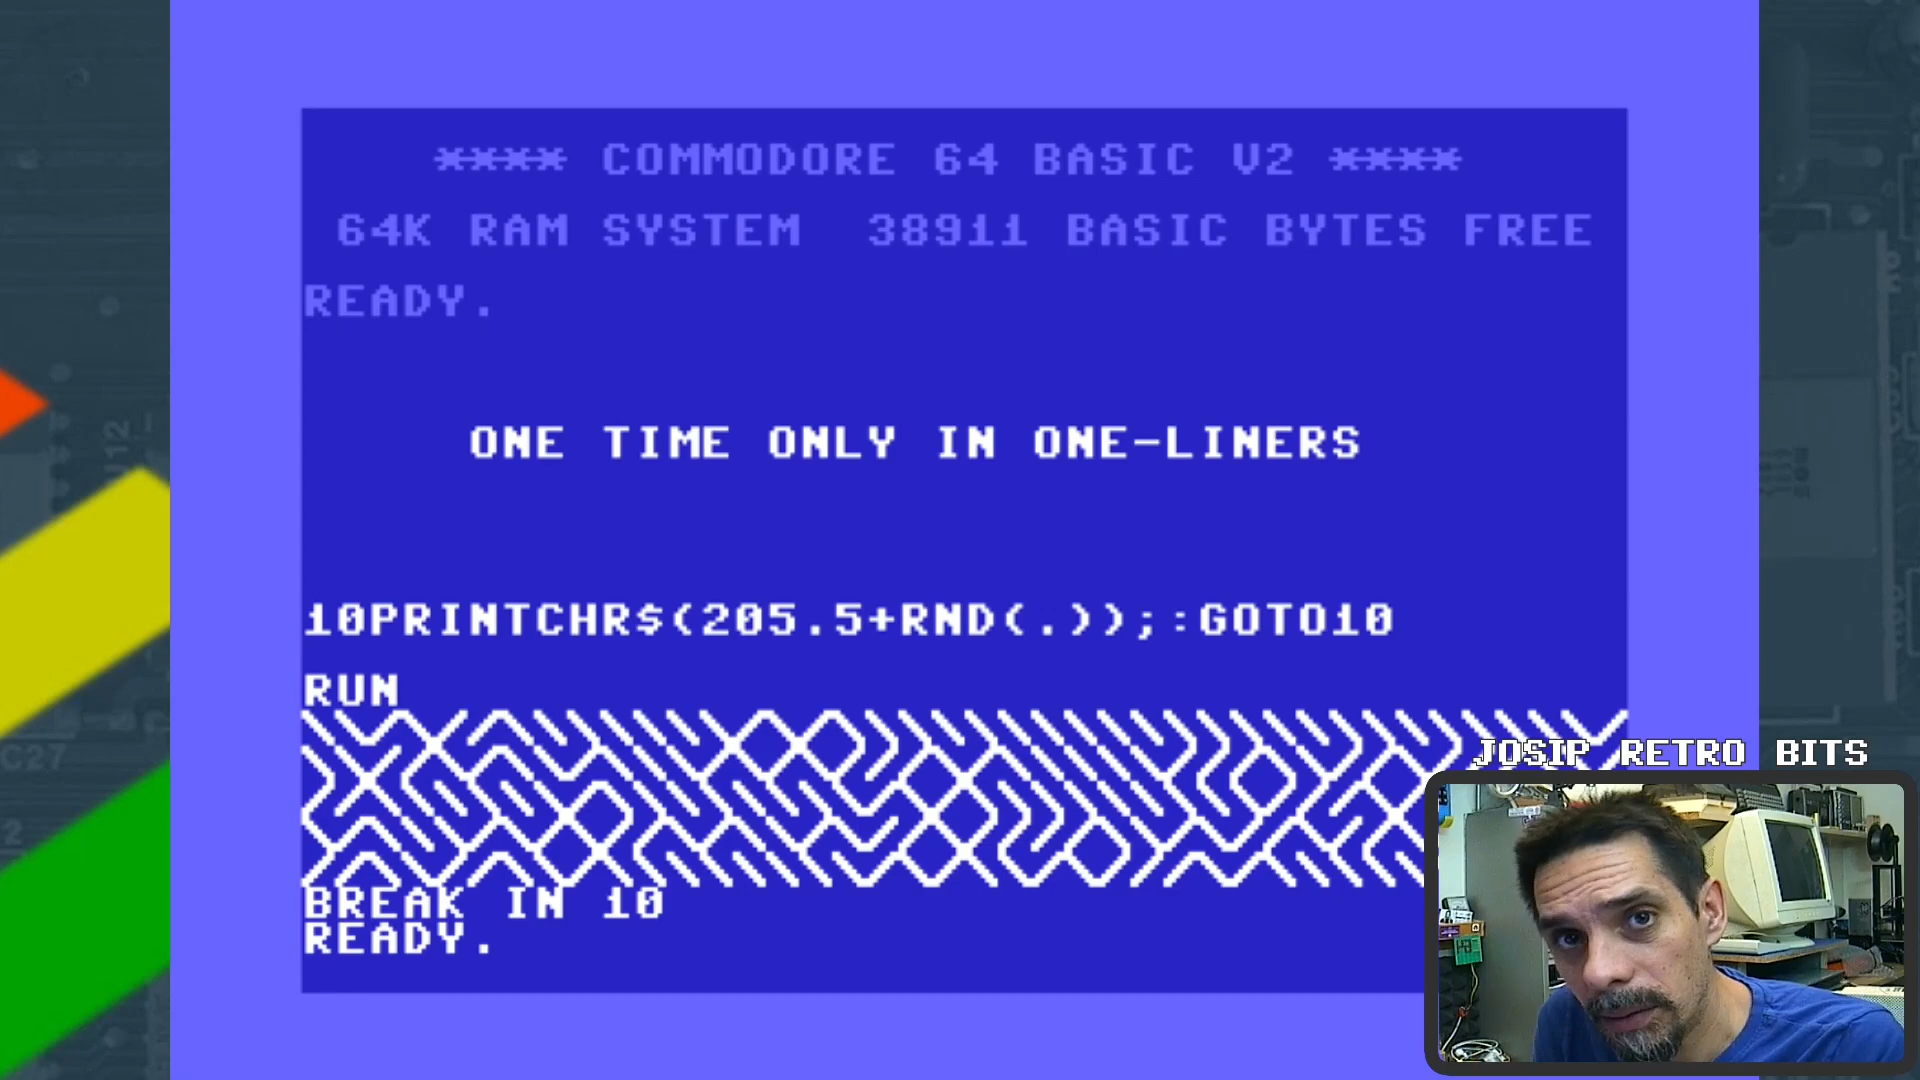 **** COMMODORE 64 BASIC V2 ****
64K RAM SYSTEM  38911 BASIC BYTES FREE
READY.
ONE TIME ONLY IN ONE-LINERS
10PRINTCHR$(205.5+RND(.));:GOTO10
RUN
JOSIP RETRO BITS
BREAK IN 10
READY.
C27